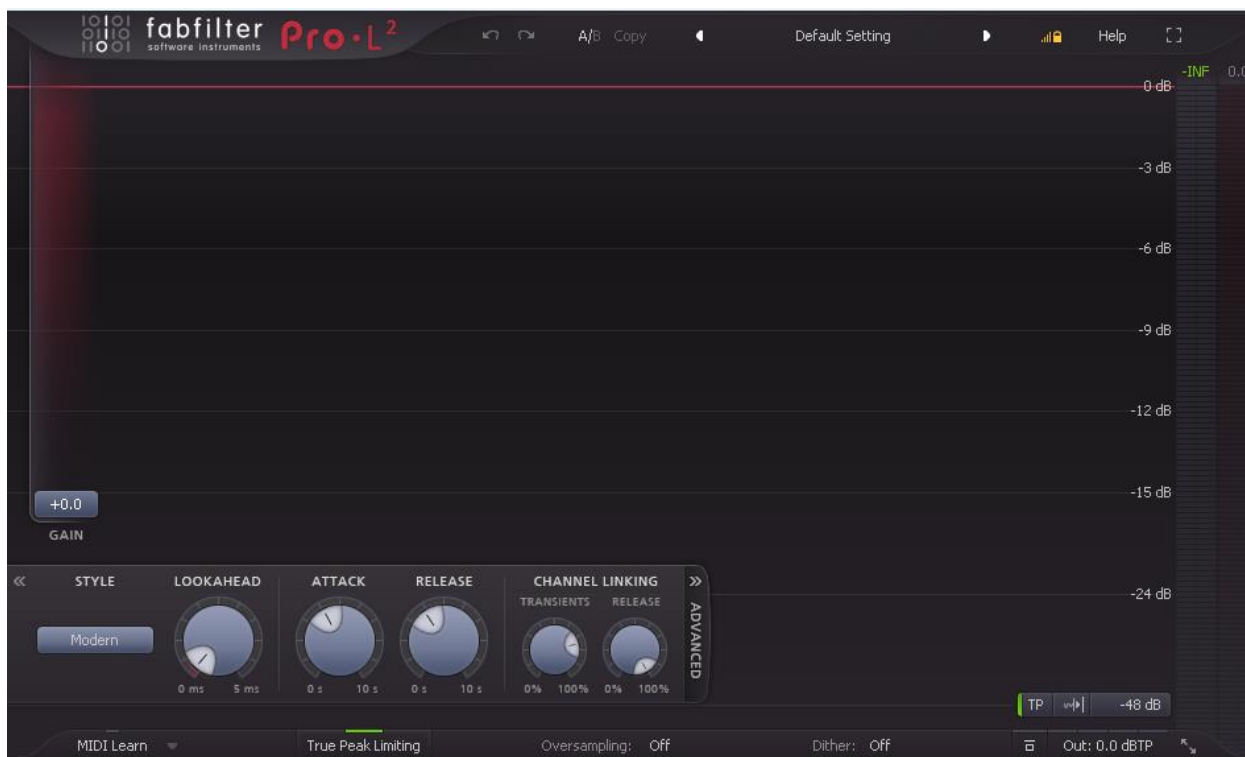 fabfilter Pro·L²
software instruments
A/B Copy Default Setting Help
-INF 0.0
0 dB
-3 dB
-6 dB
-9 dB
-12 dB
-15 dB
+0.0
GAIN
STYLE LOOKAHEAD ATTACK RELEASE CHANNEL LINKING
TRANSIENTS RELEASE
-24 dB
ADVANCED
Modern
0 ms 5 ms 0 s 10 s 0 s 10 s 0% 100% 0% 100%
TP -48 dB
MIDI Learn True Peak Limiting Oversampling: Off Dither: Off Out: 0.0 dBTP